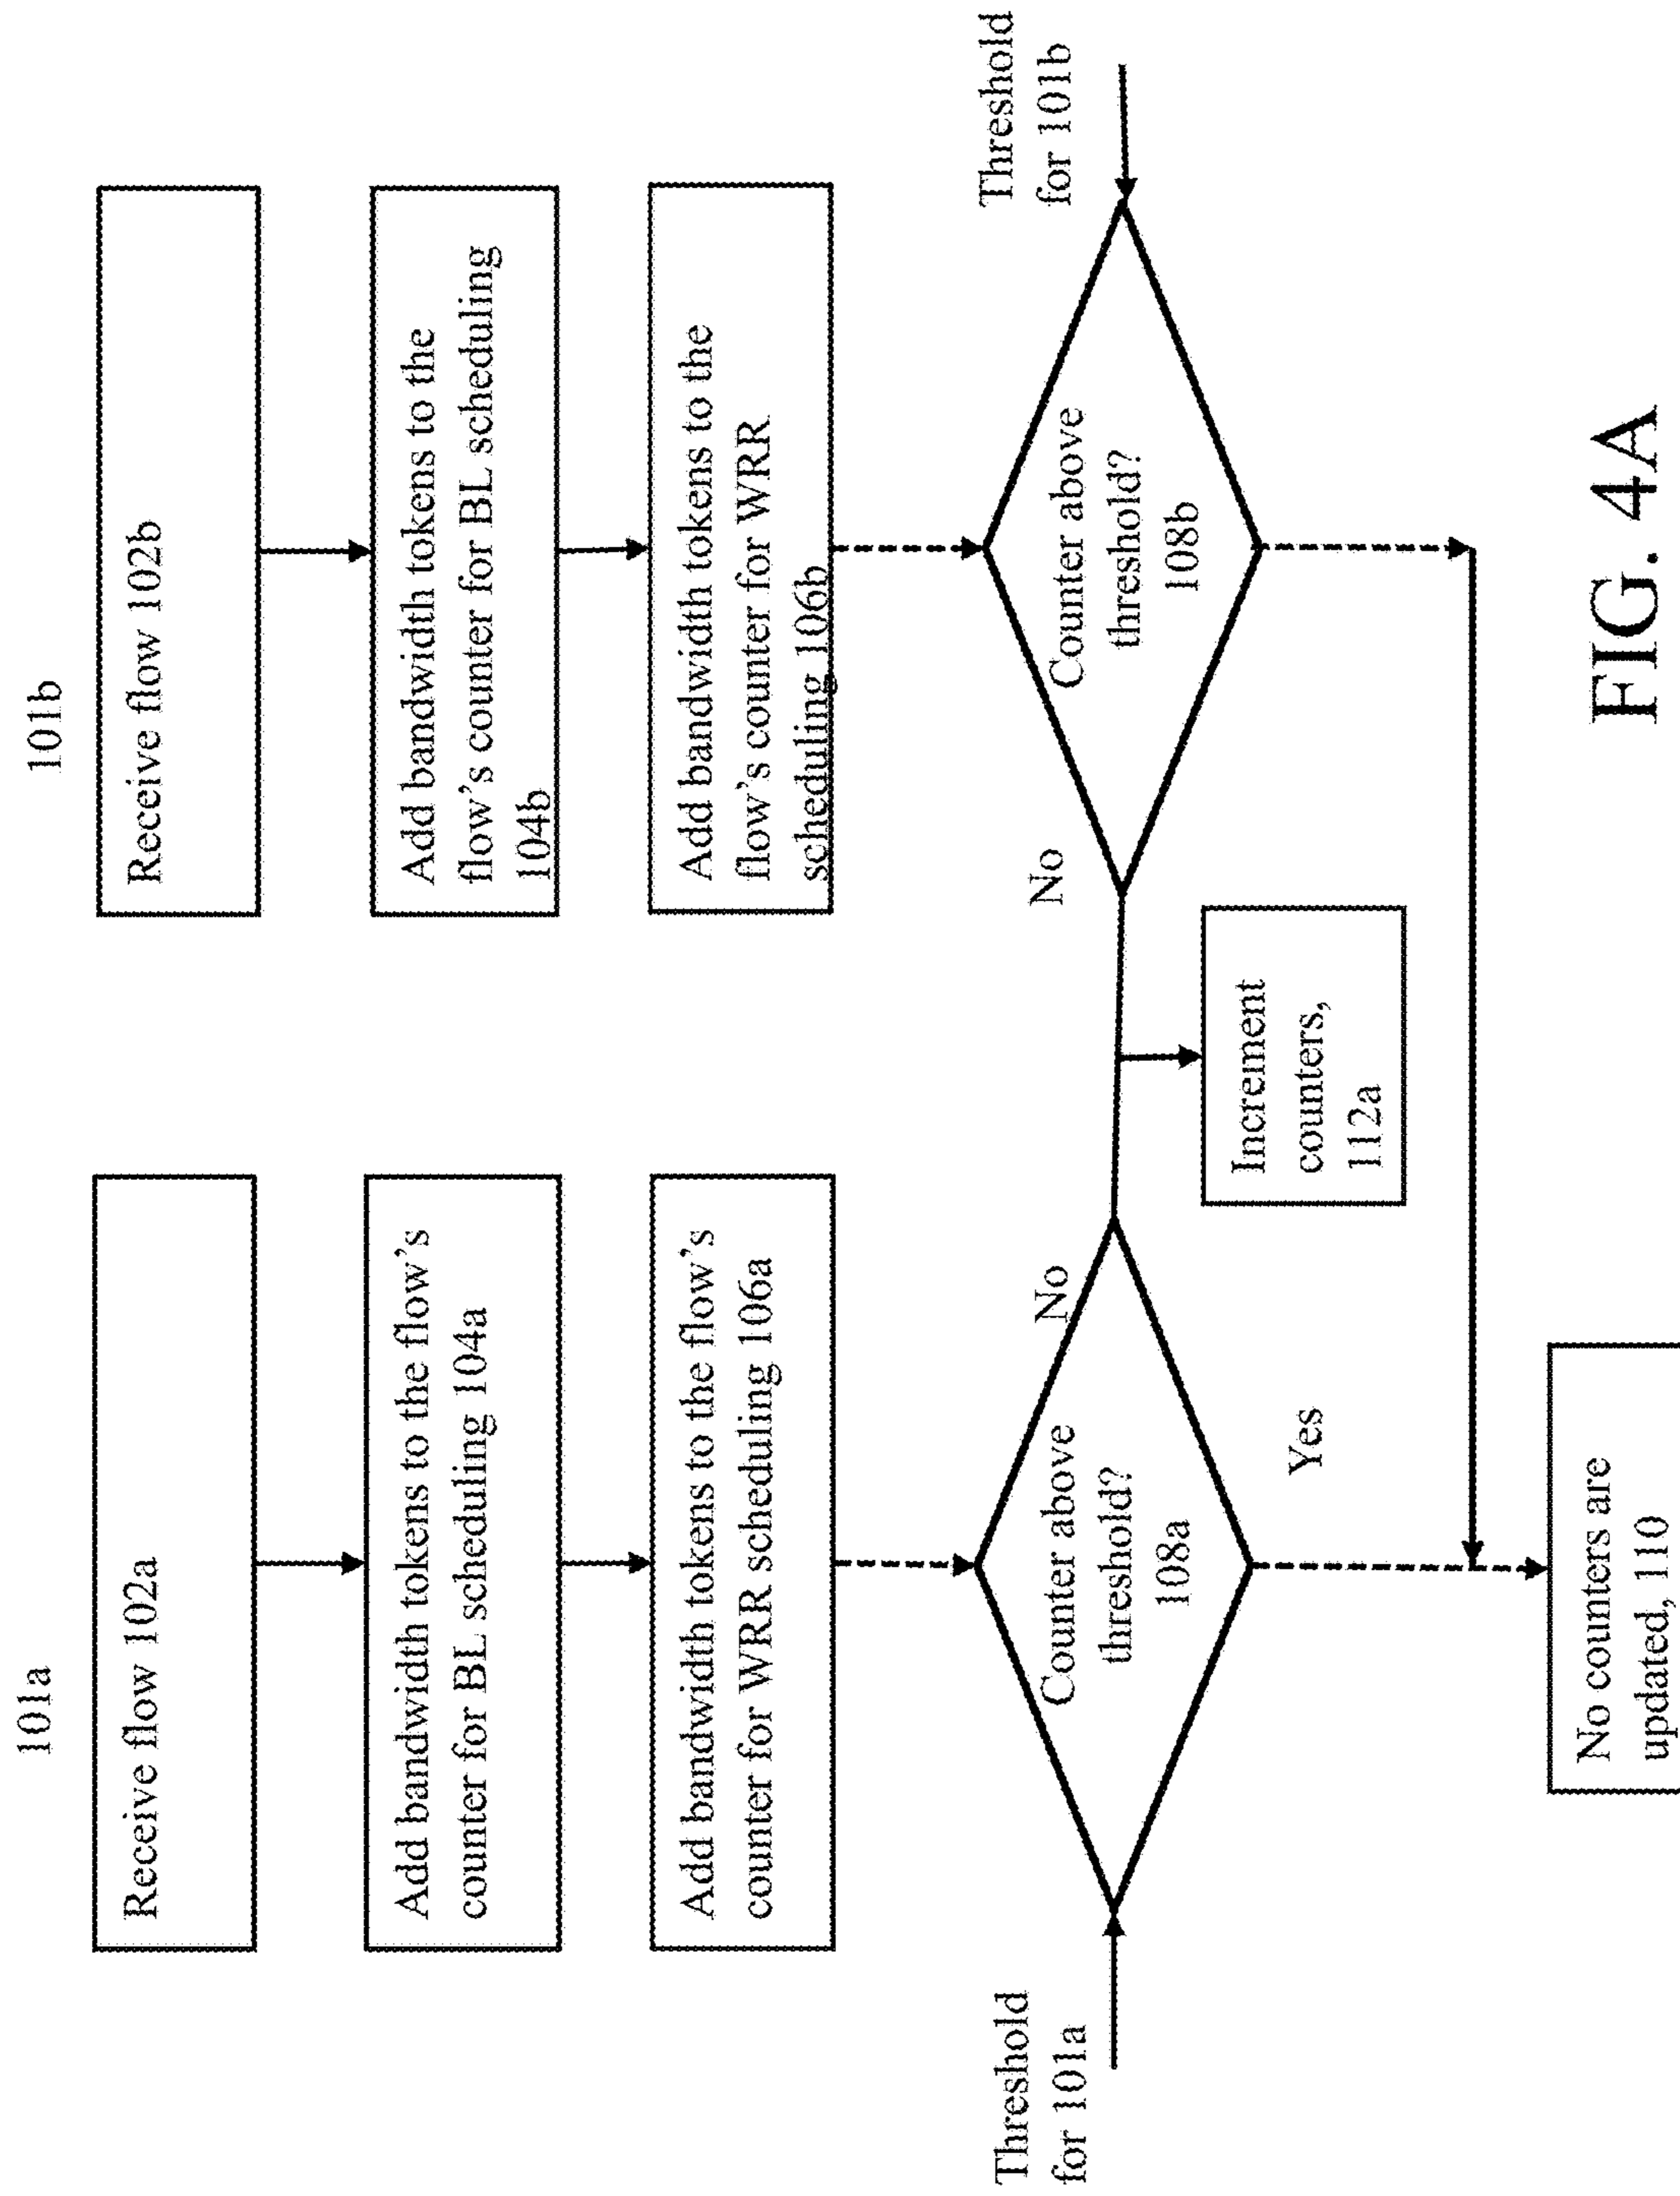 101a
Receive flow 102a
Add bandwidth tokens to the flow's
counter for BL scheduling 104a
Add bandwidth tokens to the flow's
counter for WRR scheduling 106a
Threshold
for 101a
Counter above
threshold?
108a
No
Yes
No counters are
updated, 110
Increment
counters,
112a
101b
Receive flow 102b
Add bandwidth tokens to the
flow's counter for BL scheduling
104b
Add bandwidth tokens to the
flow's counter for WRR
scheduling 106b
No
Counter above
threshold?
108b
Threshold
for 101b
FIG. 4A